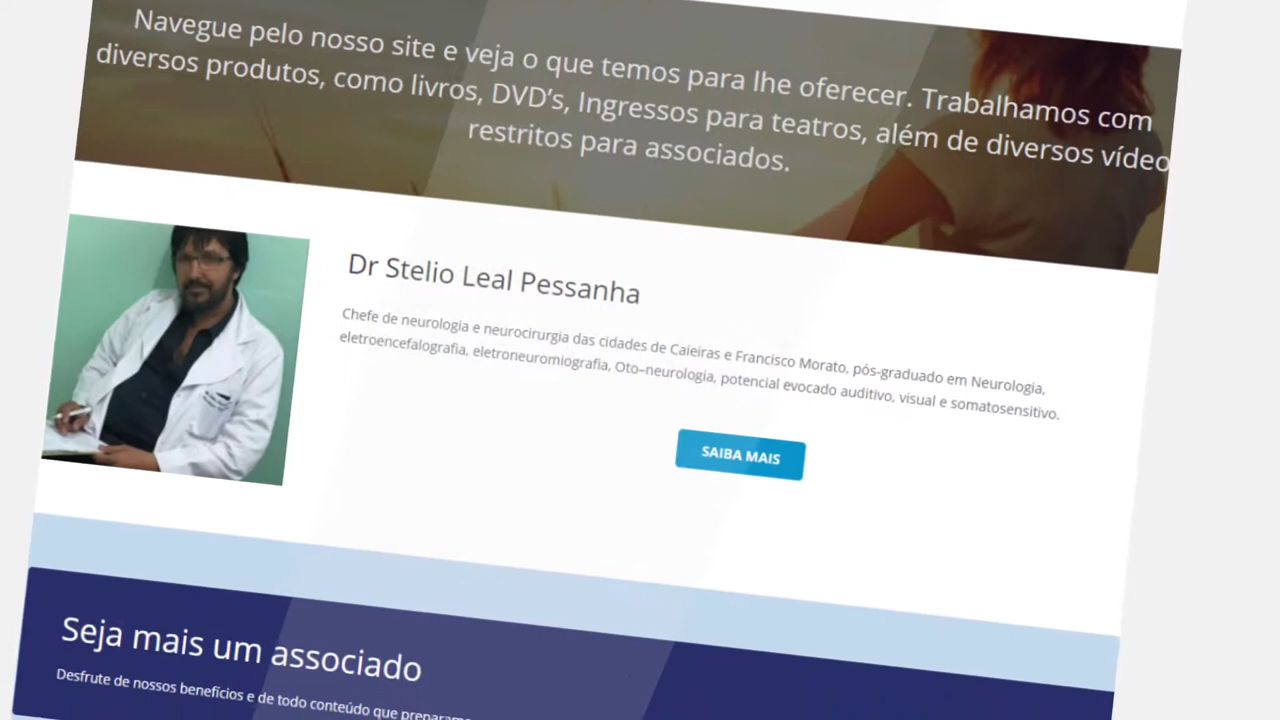 Navegue pelo nosso site e veja o que temos para lhe oferecer. Trabalhamos com
diversos produtos, como livros, DVD’s, Ingressos para teatros, além de diversos vídeo
restritos para associados.
Dr Stelio Leal Pessanha
Chefe de neurologia e neurocirurgia das cidades de Caieiras e Francisco Morato, pós-graduado em Neurologia,
eletroencefalografia, eletroneuromiografia, Oto–neurologia, potencial evocado auditivo, visual e somatosensitivo.
SAIBA MAIS
Seja mais um associado
Desfrute de nossos benefícios e de todo conteúdo que